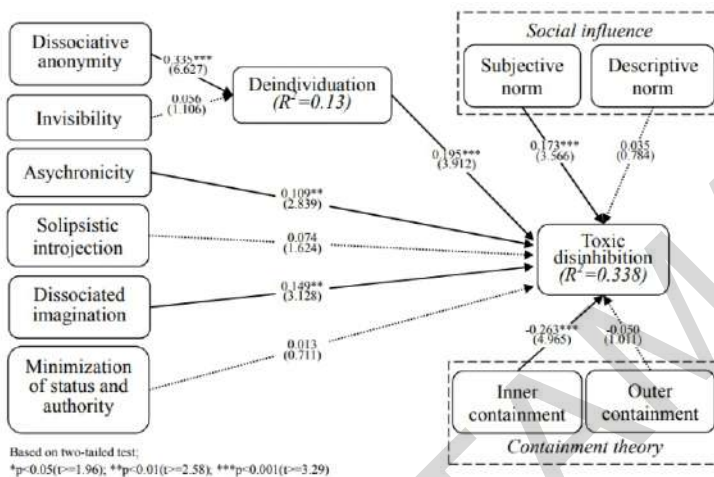 Dissociative
anonymity
0.335***
(6.627)
Invisibility
0.056
(1.106)
Deindividuation
(R²=0.13)
Asychronicity
0.109**
(2.839)
Solipsistic
introjection
0.074
(1.624)
Dissociated
imagination
0.149**
(3.128)
Minimization
of status and
authority
0.013
(0.711)
0.195***
(3.912)
Social influence
Subjective
norm
Descriptive
norm
0.173***
(3.566)
0.035
(0.784)
Toxic
disinhibition
(R²=0.338)
-0.263***
(4.965)
-0.050
(1.011)
Inner
containment
Outer
containment
Containment theory
Based on two-tailed test;
*p<0.05(t>=1.96); **p<0.01(t>=2.58); ***p<0.001(t>=3.29)